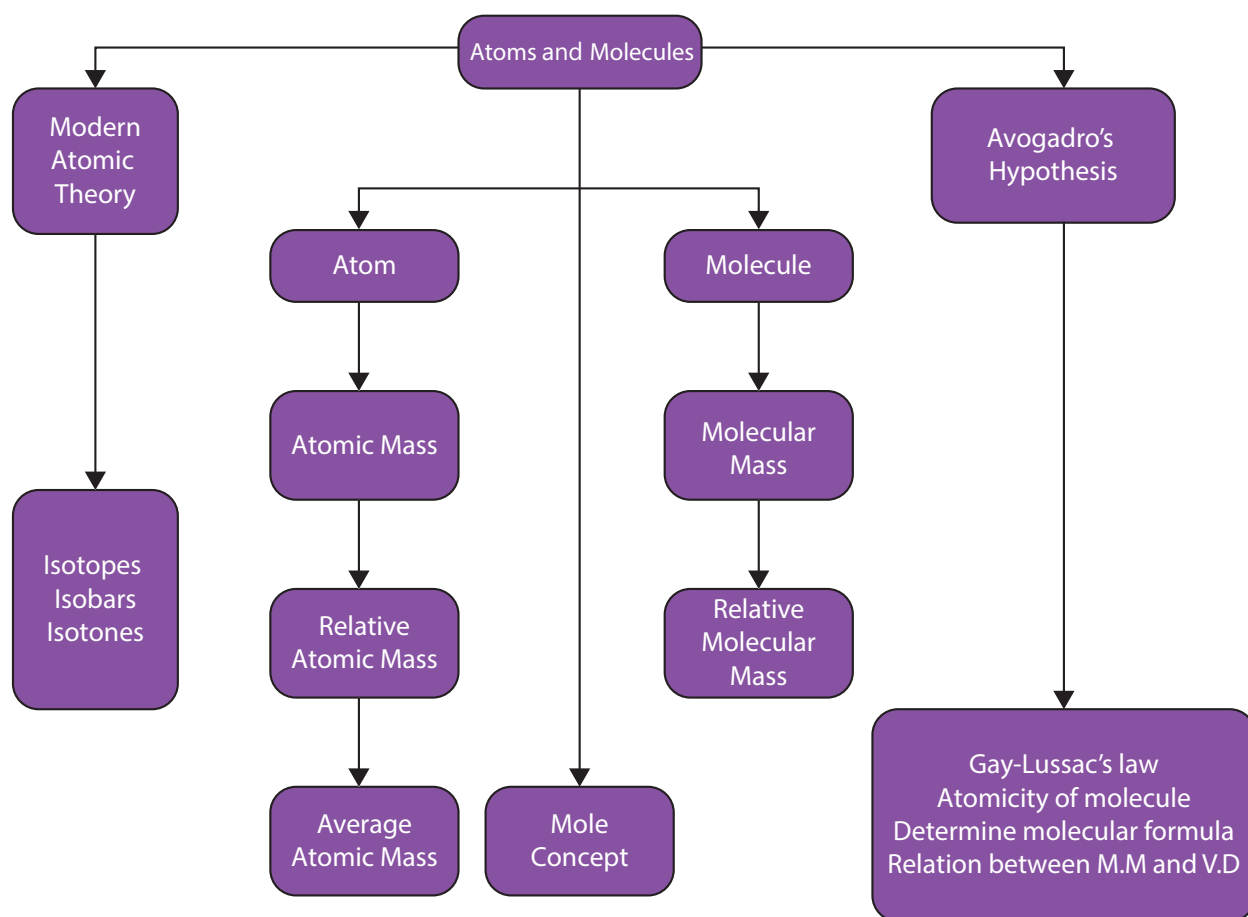 Atoms and Molecules
Modern
Atomic
Theory
Avogadro’s
Hypothesis
Atom
Molecule
Atomic Mass
Molecular
Mass
Isotopes
Isobars
Isotones
Relative
Atomic Mass
Relative
Molecular
Mass
Average
Atomic Mass
Mole
Concept
Gay-Lussac’s law
Atomicity of molecule
Determine molecular formula
Relation between M.M and V.D